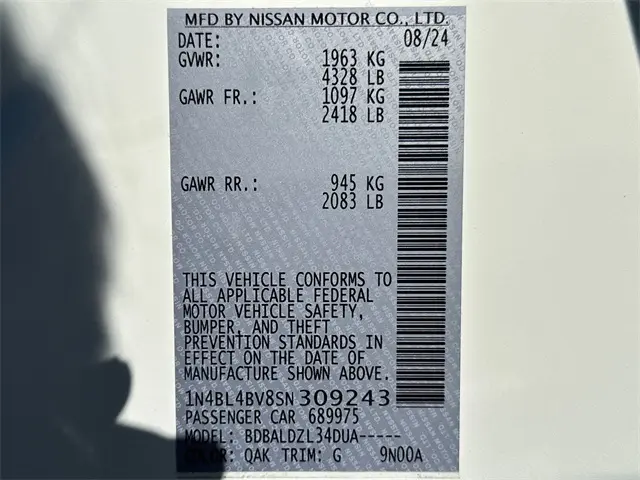 MFD BY NISSAN MOTOR CO., LTD.
DATE: 08/24
GVWR: 1963 KG
4328 LB
GAWR FR.: 1097 KG
2418 LB
GAWR RR.: 945 KG
2083 LB
THIS VEHICLE CONFORMS TO
ALL APPLICABLE FEDERAL
MOTOR VEHICLE SAFETY,
BUMPER, AND THEFT
PREVENTION STANDARDS IN
EFFECT ON THE DATE OF
MANUFACTURE SHOWN ABOVE.
1N4BL4BV8SN309243
PASSENGER CAR 689975
MODEL: BDBALDZL34DUA-----
COLOR: QAK TRIM: G 9N00A